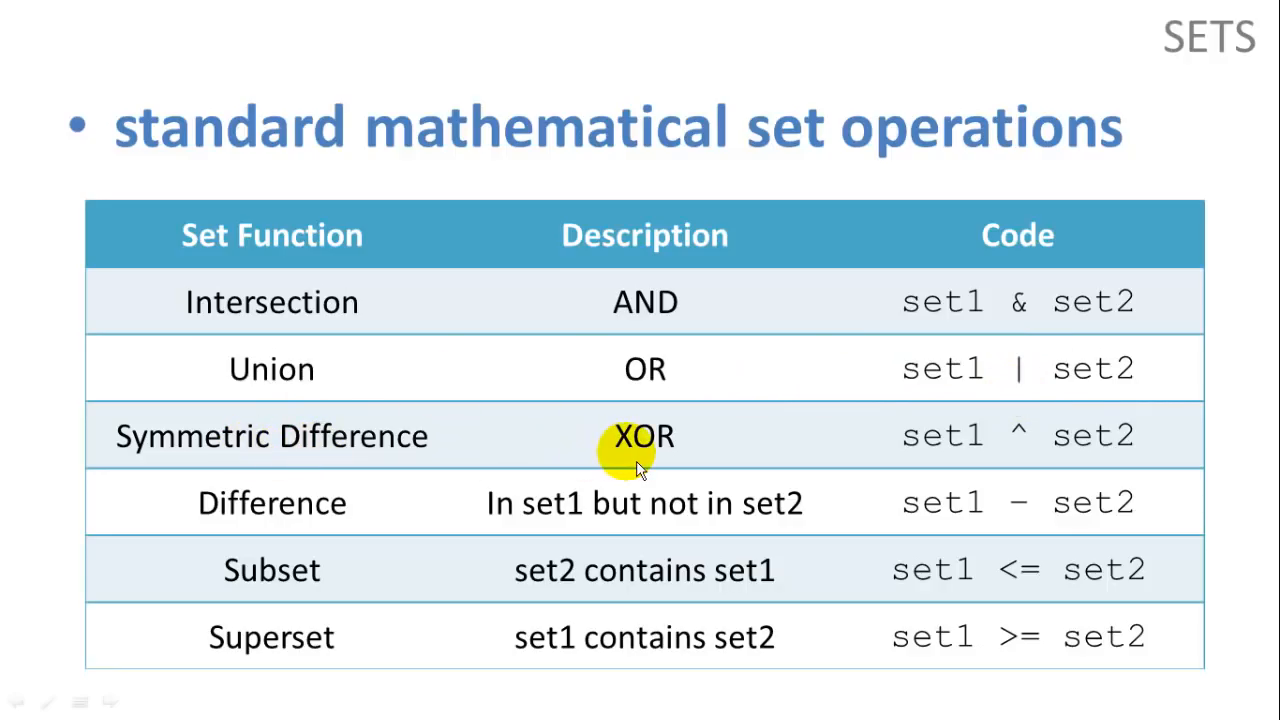 SETS
• standard mathematical set operations
Set Function Description Code
Intersection AND set1 & set2
Union OR set1 | set2
Symmetric Difference XOR set1 ^ set2
Difference In set1 but not in set2 set1 – set2
Subset set2 contains set1 set1 <= set2
Superset set1 contains set2 set1 >= set2